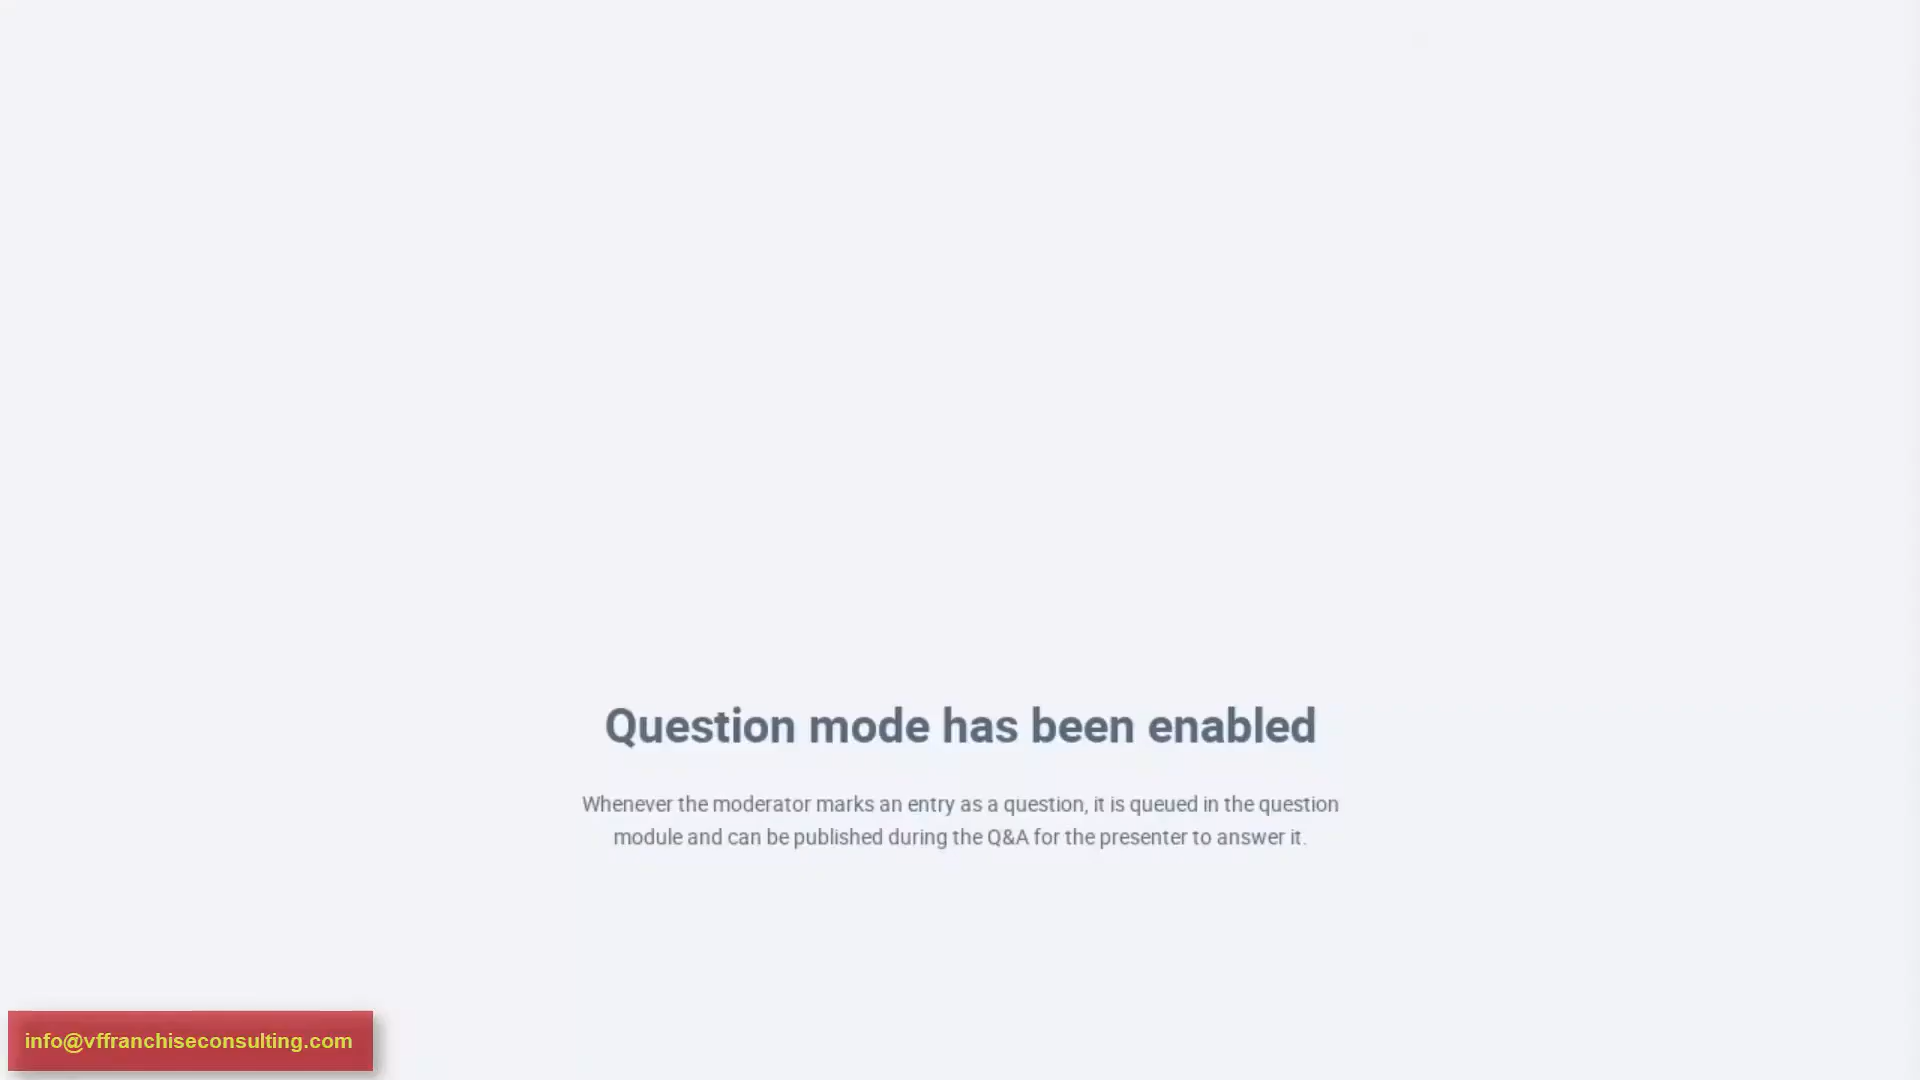 Question mode has been enabled
Whenever the moderator marks an entry as a question, it is queued in the question
module and can be published during the Q&A for the presenter to answer it.
info@vffranchiseconsulting.com